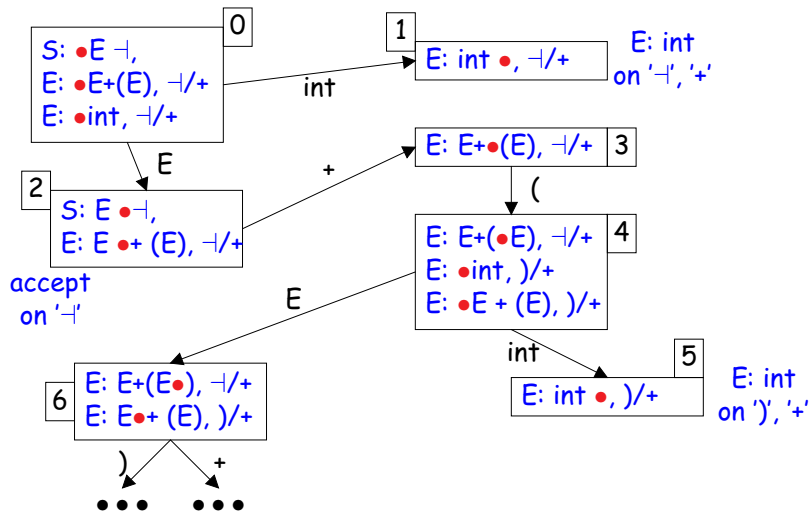 0
S: •E ⊣,
E: •E+(E), ⊣/+
E: •int, ⊣/+
int
1
E: int •, ⊣/+
E: int
on '⊣', '+'
E
2
S: E •⊣,
E: E •+ (E), ⊣/+
accept
on '⊣'
+
E: E+•(E), ⊣/+
3
(
E: E+(•E), ⊣/+
E: •int, )/+
E: •E + (E), )/+
4
E
int
5
E: int •, )/+
E: int
on ')', '+'
6
E: E+(E•), ⊣/+
E: E•+ (E), )/+
)
+
•••
•••